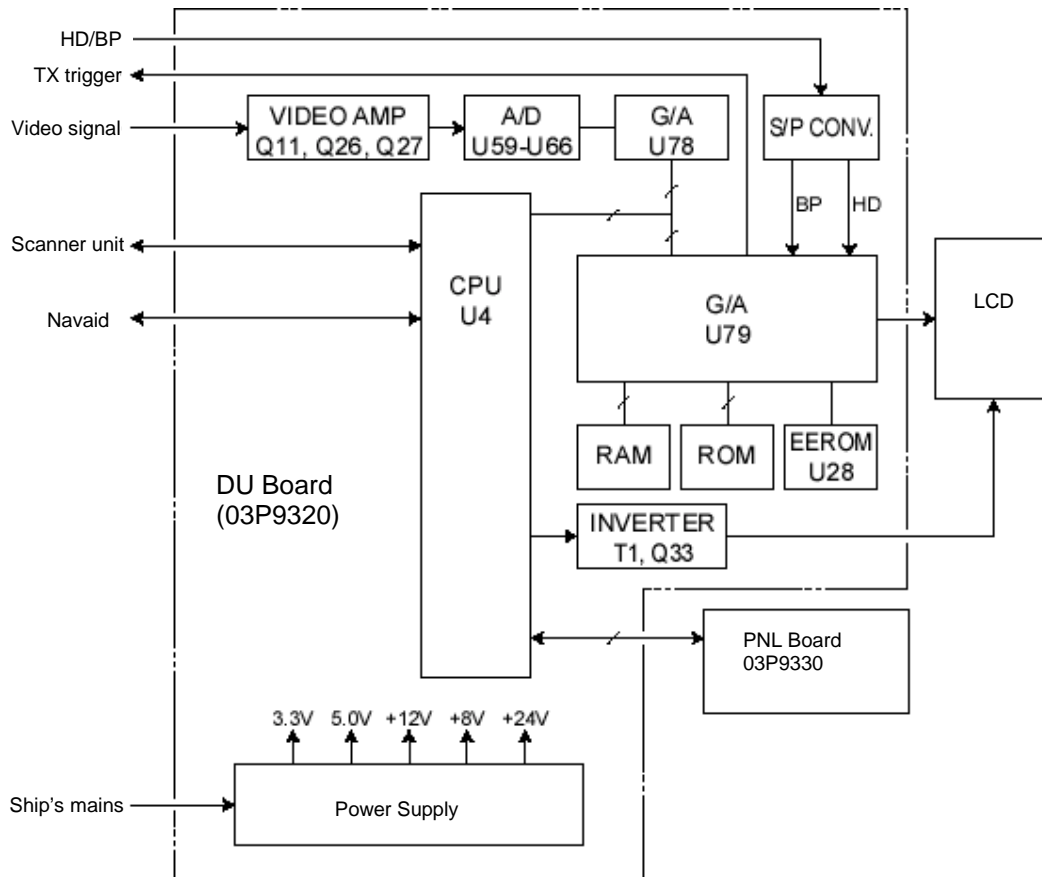 HD/BP
TX trigger
Video signal
VIDEO AMP
Q11, Q26, Q27
A/D
U59-U66
G/A
U78
S/P CONV.
BP
HD
Scanner unit
Navaid
CPU
U4
G/A
U79
LCD
RAM
ROM
EEROM
U28
DU Board
(03P9320)
INVERTER
T1, Q33
PNL Board
03P9330
3.3V 5.0V +12V +8V +24V
Ship's mains
Power Supply